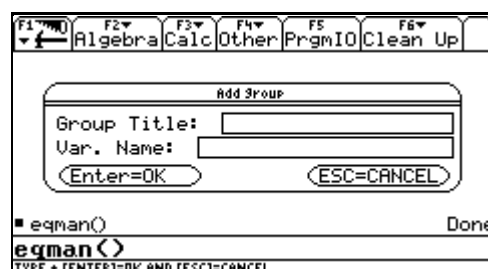 F1 F2 F3 F4 F5 F6
Algebra Calc Other PrgmIO Clean Up
Add Group
Group Title:
Var. Name:
Enter=OK ESC=CANCEL
eqman() Done
eqman()
TYPE + [ENTER]=OK AND [ESC]=CANCEL